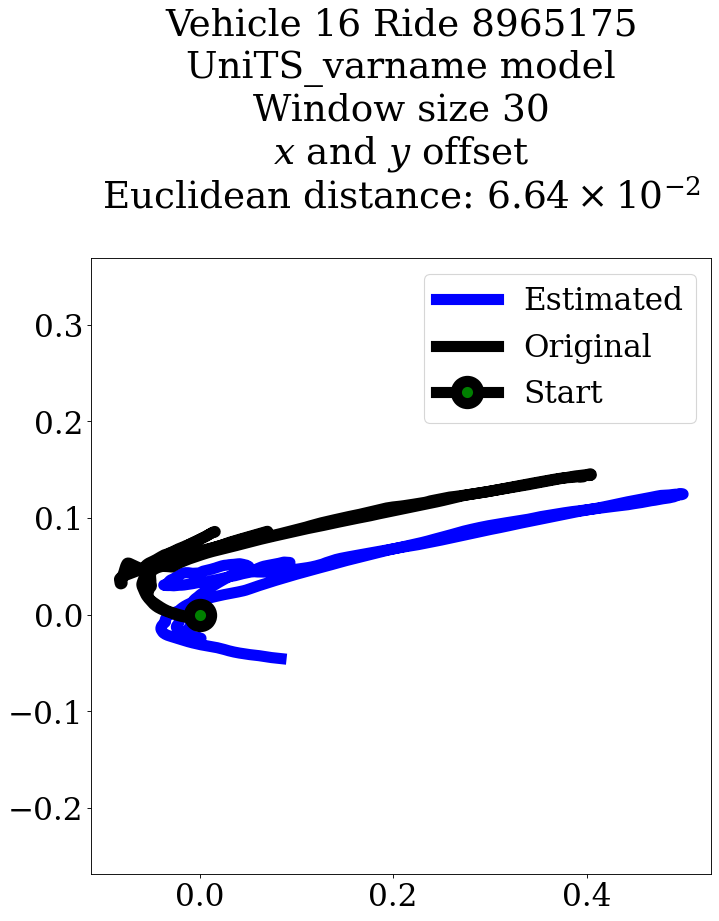 Vehicle 16 Ride 8965175
UniTS_varname model
Window size 30
x and y offset
Euclidean distance: 6.64 × 10⁻²
Estimated
Original
Start
0.3
0.2
0.1
0.0
−0.1
−0.2
0.0 0.2 0.4